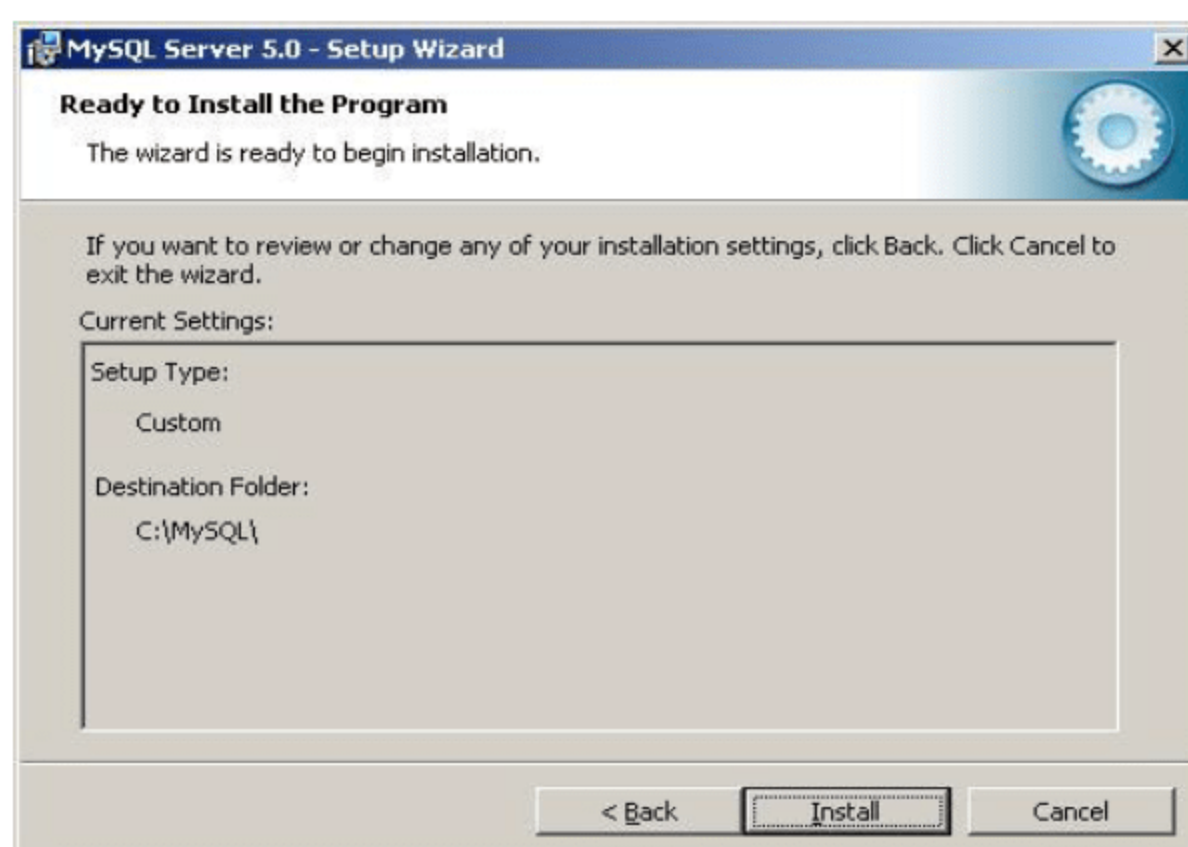 MySQL Server 5.0 - Setup Wizard
Ready to Install the Program
The wizard is ready to begin installation.
If you want to review or change any of your installation settings, click Back. Click Cancel to
exit the wizard.
Current Settings:
Setup Type:
Custom
Destination Folder:
C:\MySQL\
< Back
Install
Cancel